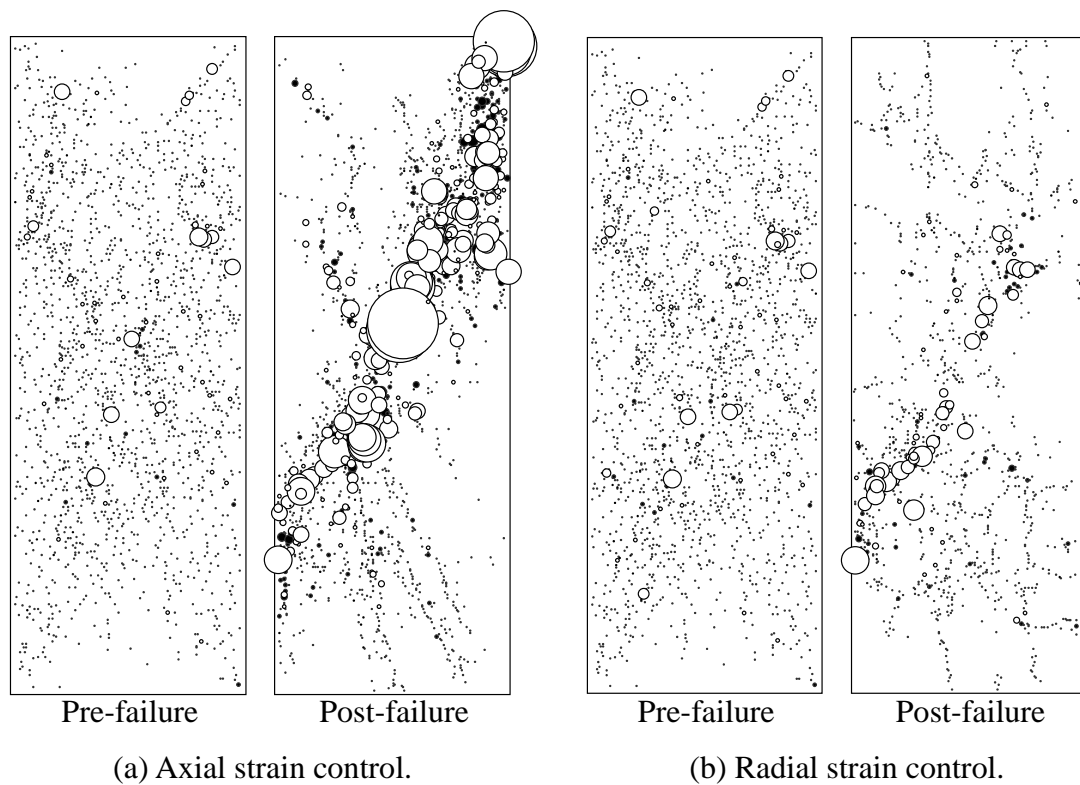 Pre-failure
Post-failure
Pre-failure
Post-failure
(a) Axial strain control.
(b) Radial strain control.